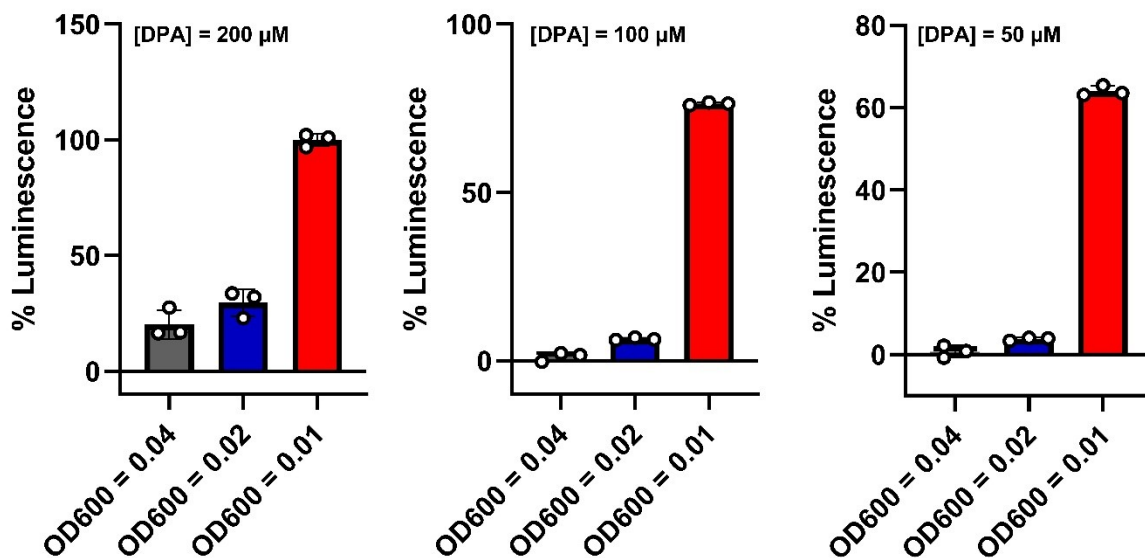 [DPA] = 200 µM
% Luminescence
150
100
50
0
OD600 = 0.04
OD600 = 0.02
OD600 = 0.01
[DPA] = 100 µM
% Luminescence
100
50
0
OD600 = 0.04
OD600 = 0.02
OD600 = 0.01
[DPA] = 50 µM
% Luminescence
80
60
40
20
0
OD600 = 0.04
OD600 = 0.02
OD600 = 0.01